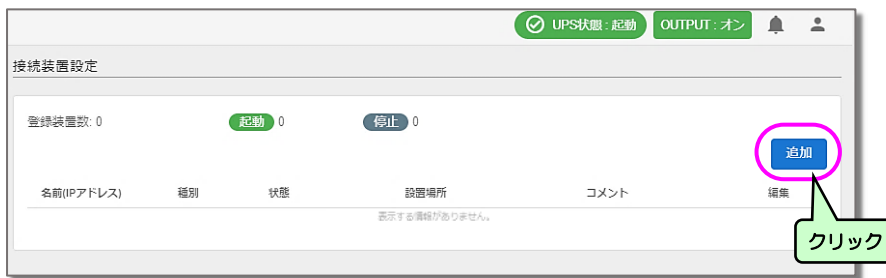 UPS状態 : 起動 OUTPUT : オン
接続装置設定
登録装置数: 0 起動 0 停止 0
追加
名前(IPアドレス) 種別 状態 設置場所 コメント 編集
表示する情報がありません。
クリック